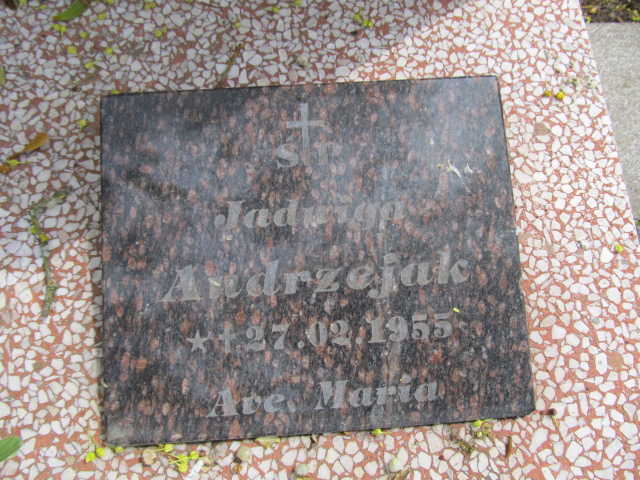 Ś P
Jadwiga
Andrzejak
★ + 27.02.1955
Ave Maria